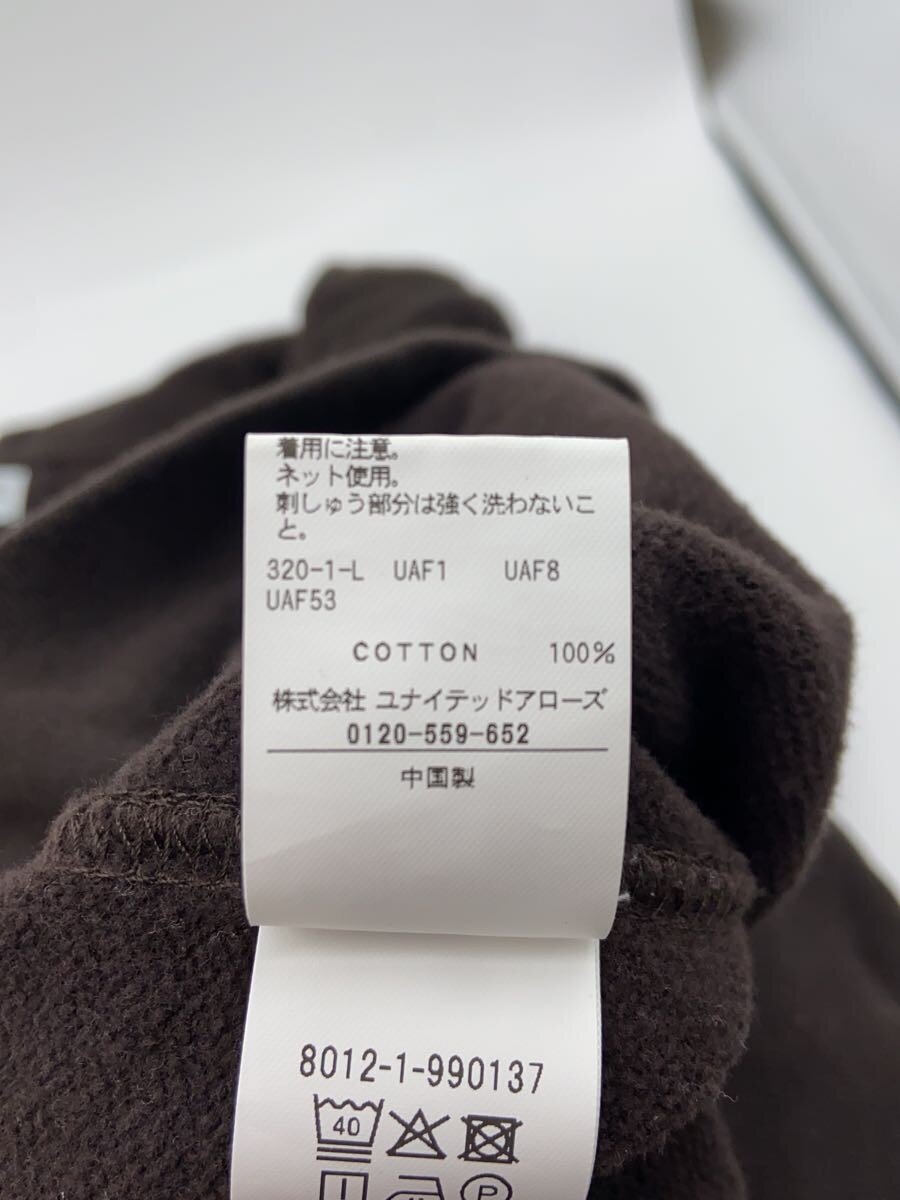 着用に注意。
ネット使用。
刺しゅう部分は強く洗わないこ
と。
320-1-L UAF1 UAF8
UAF53
COTTON 100%
株式会社 ユナイテッドアローズ
0120-559-652
中国製
8012-1-990137
40
P